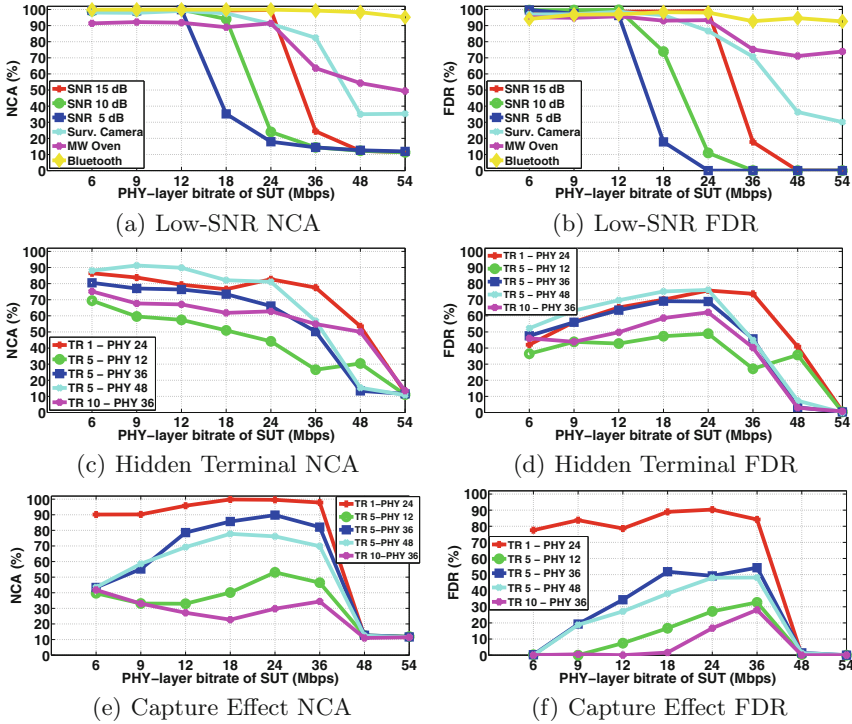 NCA (%)
100
90
80
70
60
50
40
30
20
10
0
SNR 15 dB
SNR 10 dB
SNR 5 dB
Surv. Camera
MW Oven
Bluetooth
6 9 12 18 24 36 48 54
PHY-layer bitrate of SUT (Mbps)
(a) Low-SNR NCA
FDR (%)
100
90
80
70
60
50
40
30
20
10
0
SNR 15 dB
SNR 10 dB
SNR 5 dB
Surv. Camera
MW Oven
Bluetooth
6 9 12 18 24 36 48 54
PHY-layer bitrate of SUT (Mbps)
(b) Low-SNR FDR
NCA (%)
100
90
80
70
60
50
40
30
20
10
0
TR 1 – PHY 24
TR 5 – PHY 12
TR 5 – PHY 36
TR 5 – PHY 48
TR 10 – PHY 36
6 9 12 18 24 36 48 54
PHY-layer bitrate of SUT (Mbps)
(c) Hidden Terminal NCA
FDR (%)
100
90
80
70
60
50
40
30
20
10
0
TR 1 – PHY 24
TR 5 – PHY 12
TR 5 – PHY 36
TR 5 – PHY 48
TR 10 – PHY 36
6 9 12 18 24 36 48 54
PHY-layer bitrate of SUT (Mbps)
(d) Hidden Terminal FDR
NCA (%)
100
90
80
70
60
50
40
30
20
10
0
TR 1–PHY 24
TR 5–PHY 12
TR 5–PHY 36
TR 5–PHY 48
TR 10–PHY 36
6 9 12 18 24 36 48 54
PHY-layer bitrate of SUT (Mbps)
(e) Capture Effect NCA
FDR (%)
100
90
80
70
60
50
40
30
20
10
0
TR 1 – PHY 24
TR 5 – PHY 12
TR 5 – PHY 36
TR 5 – PHY 48
TR 10 – PHY 36
6 9 12 18 24 36 48 54
PHY-layer bitrate of SUT (Mbps)
(f) Capture Effect FDR